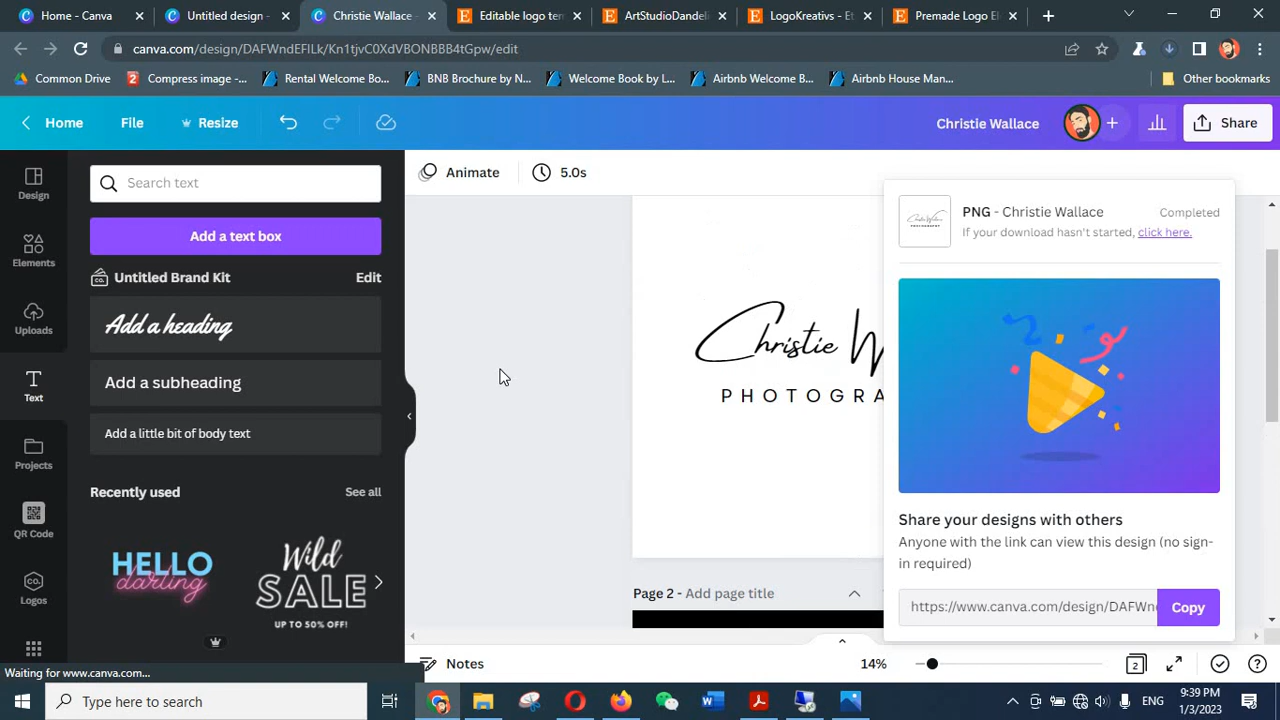 Home - Canva
Untitled design -
Christie Wallace -
Editable logo tem
ArtStudioDandeli
LogoKreativs - Et
Premade Logo El
canva.com/design/DAFWndEFlLk/Kn1tjvC0XdVBONBBB4tGpw/edit
Common Drive
Compress image -...
Rental Welcome Bo...
BNB Brochure by N...
Welcome Book by L...
Airbnb Welcome B...
Airbnb House Man...
Other bookmarks
Home
File
Resize
Christie Wallace
Share
Design
Elements
Uploads
Text
Projects
QR Code
Logos
Search text
Add a text box
Untitled Brand Kit
Edit
Add a heading
Add a subheading
Add a little bit of body text
Recently used
See all
HELLO
darling
Wild
SALE
UP TO 50% OFF!
Animate
5.0s
Christie W
PHOTOGRA
PNG - Christie Wallace
Completed
If your download hasn't started, click here.
Share your designs with others
Anyone with the link can view this design (no sign-
in required)
https://www.canva.com/design/DAFWn
Copy
Page 2 - Add page title
Waiting for www.canva.com...
Notes
14%
2
Type here to search
ENG
9:39 PM
1/3/2023